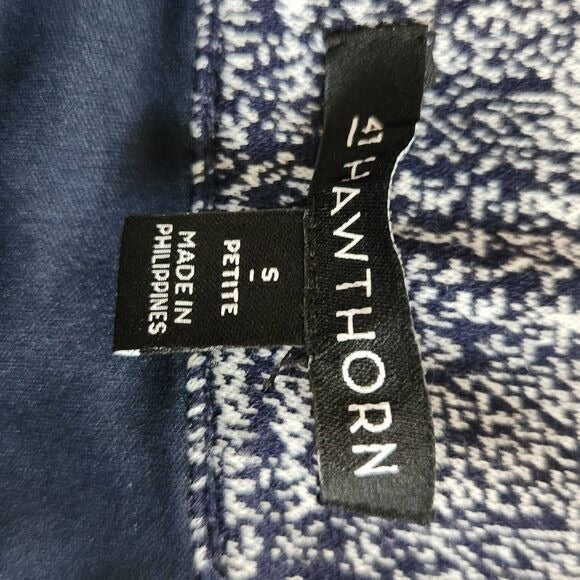 41 HAWTHORN
S
PETITE
MADE IN
PHILIPPINES